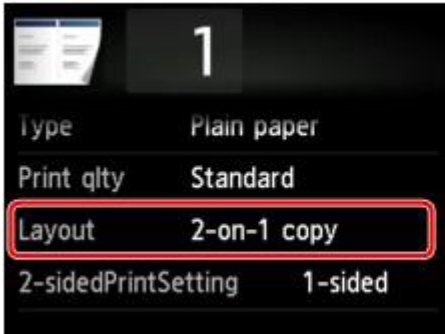 1
Type Plain paper
Print qlty Standard
Layout 2-on-1 copy
2-sidedPrintSetting 1-sided